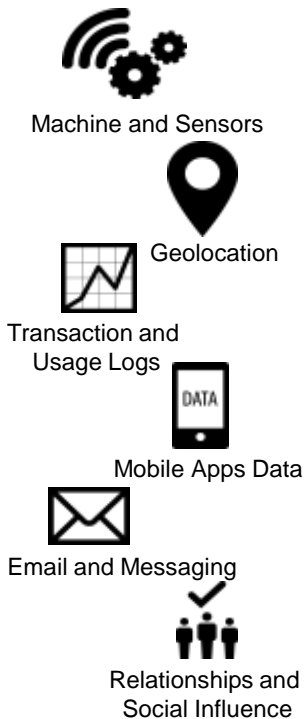 Machine and Sensors
Geolocation
Transaction and
Usage Logs
DATA
Mobile Apps Data
Email and Messaging
Relationships and
Social Influence